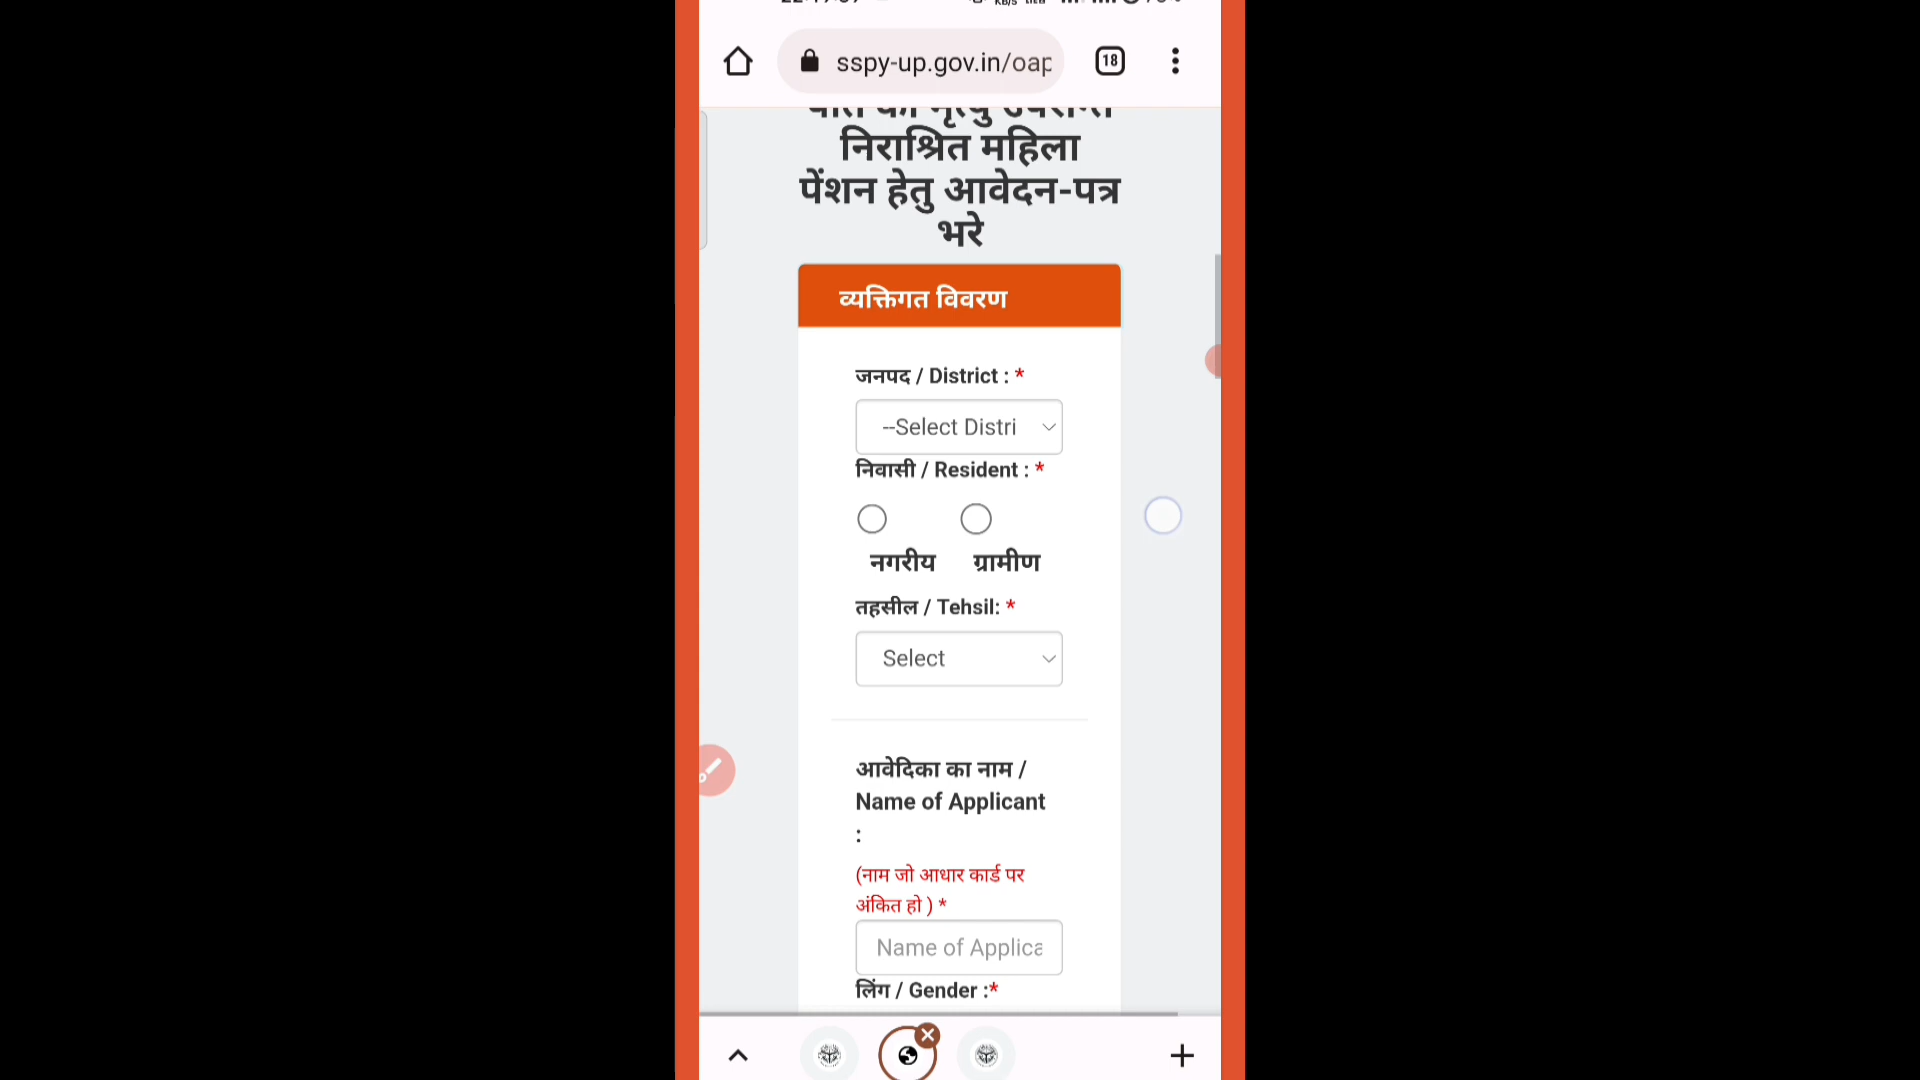 sspy-up.gov.in/oap
18
निराश्रित महिला
पेंशन हेतु आवेदन-पत्र
भरे
व्यक्तिगत विवरण
जनपद / District : *
--Select Distri
निवासी / Resident : *
नगरीय ग्रामीण
तहसील / Tehsil: *
Select
आवेदिका का नाम /
Name of Applicant
:
(नाम जो आधार कार्ड पर
अंकित हो ) *
Name of Applica
लिंग / Gender :*